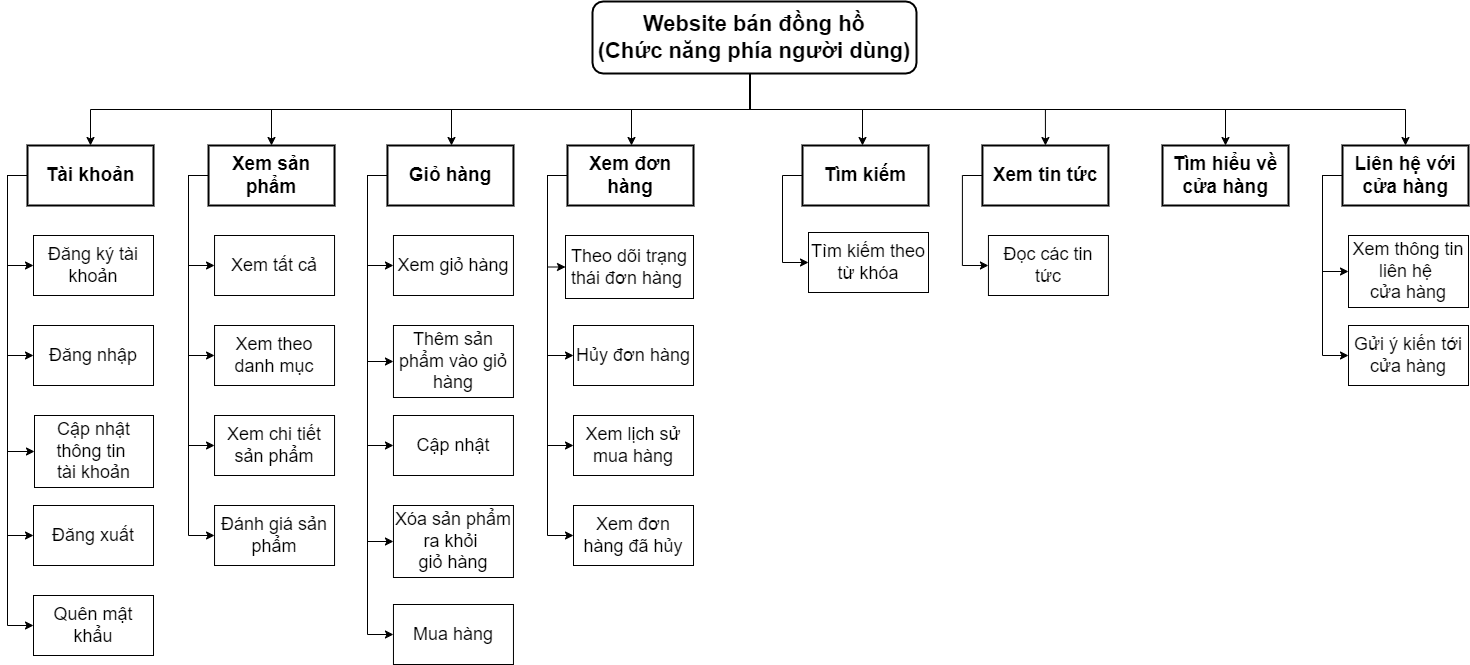 Website bán đồng hồ
(Chức năng phía người dùng)
Tài khoản
Đăng ký tài
khoản
Đăng nhập
Cập nhật
thông tin
tài khoản
Đăng xuất
Quên mật
khẩu
Xem sản
phẩm
Xem tất cả
Xem theo
danh mục
Xem chi tiết
sản phẩm
Đánh giá sản
phẩm
Giỏ hàng
Xem giỏ hàng
Thêm sản
phẩm vào giỏ
hàng
Cập nhật
Xóa sản phẩm
ra khỏi
giỏ hàng
Mua hàng
Xem đơn
hàng
Theo dõi trạng
thái đơn hàng
Hủy đơn hàng
Xem lịch sử
mua hàng
Xem đơn
hàng đã hủy
Tìm kiếm
Tìm kiếm theo
từ khóa
Xem tin tức
Đọc các tin
tức
Tìm hiểu về
cửa hàng
Liên hệ với
cửa hàng
Xem thông tin
liên hệ
cửa hàng
Gửi ý kiến tới
cửa hàng